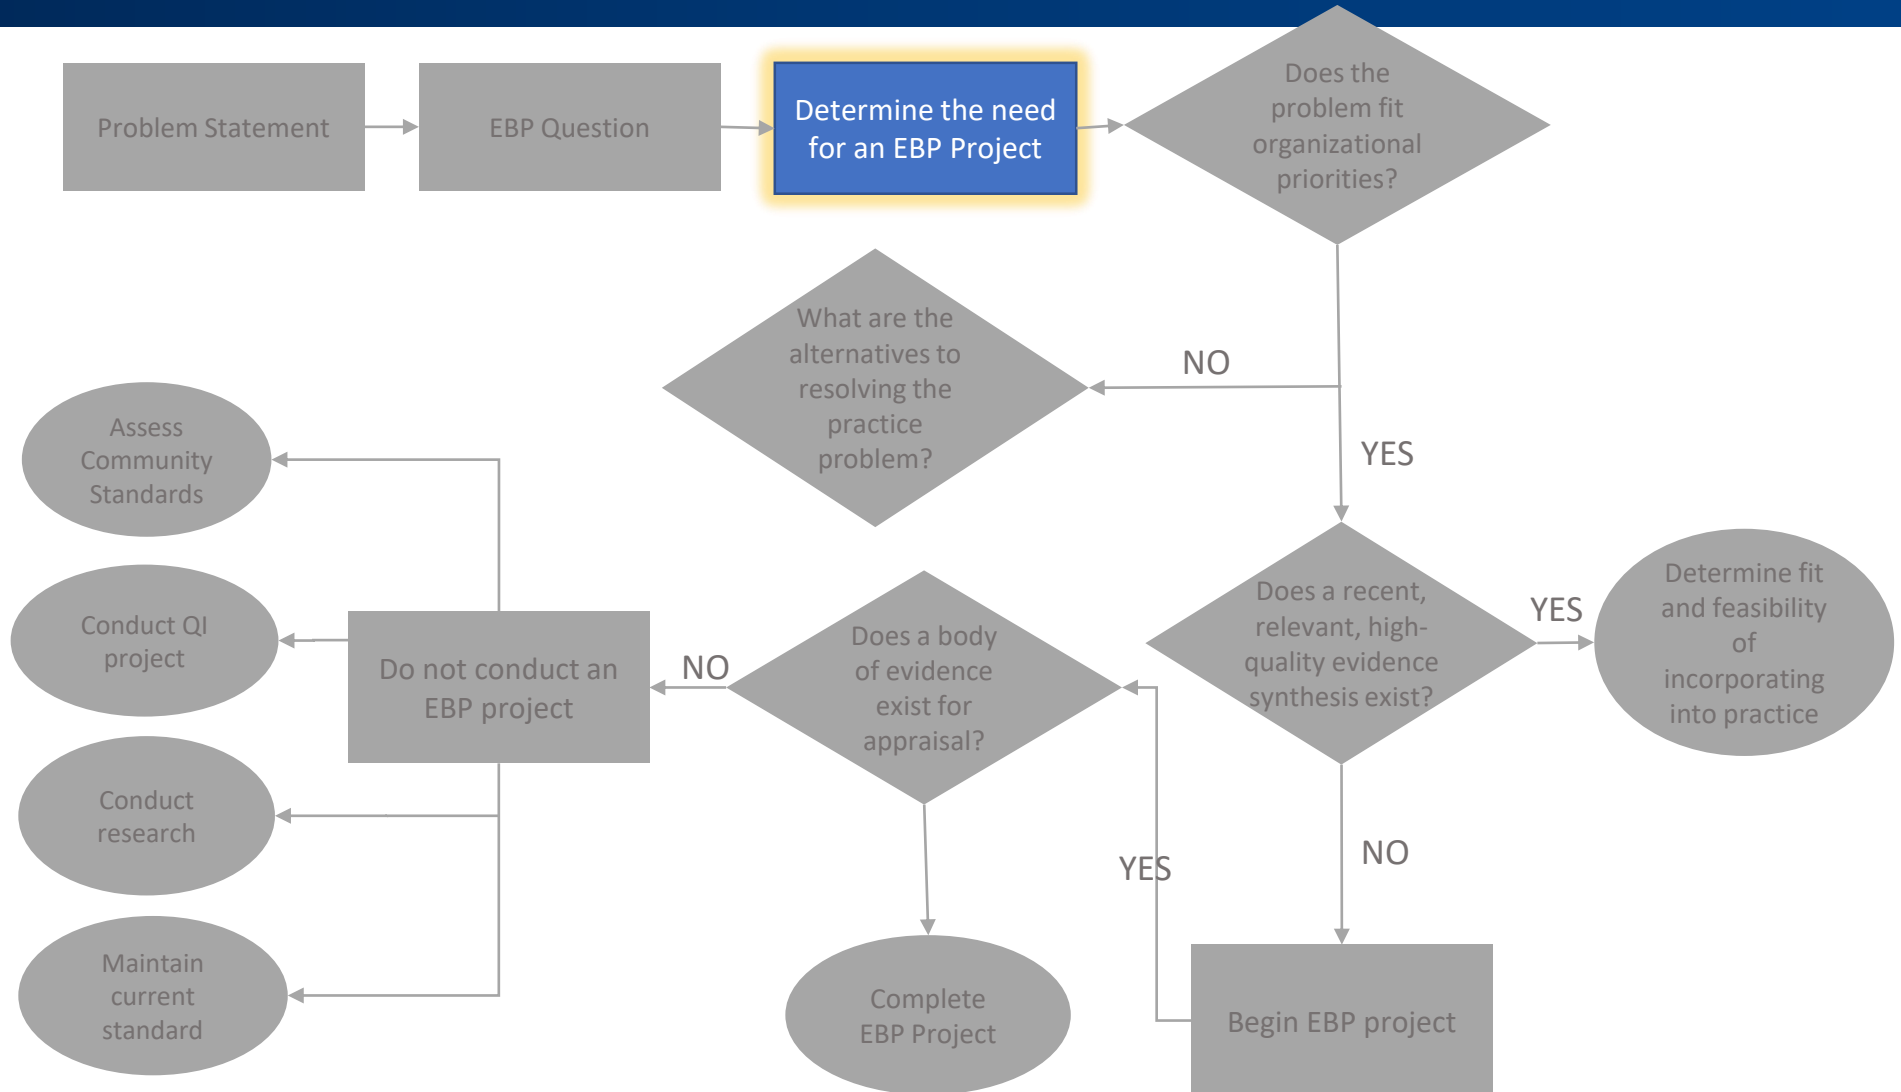 Problem Statement
EBP Question
Determine the need
for an EBP Project
Does the
problem fit
organizational
priorities?
What are the
alternatives to
resolving the
practice
problem?
NO
YES
Assess
Community
Standards
Conduct QI
project
Conduct
research
Maintain
current
standard
Do not conduct an
EBP project
NO
Does a body
of evidence
exist for
appraisal?
Does a recent,
relevant, high-
quality evidence
synthesis exist?
YES
Determine fit
and feasibility
of
incorporating
into practice
YES
NO
Complete
EBP Project
Begin EBP project